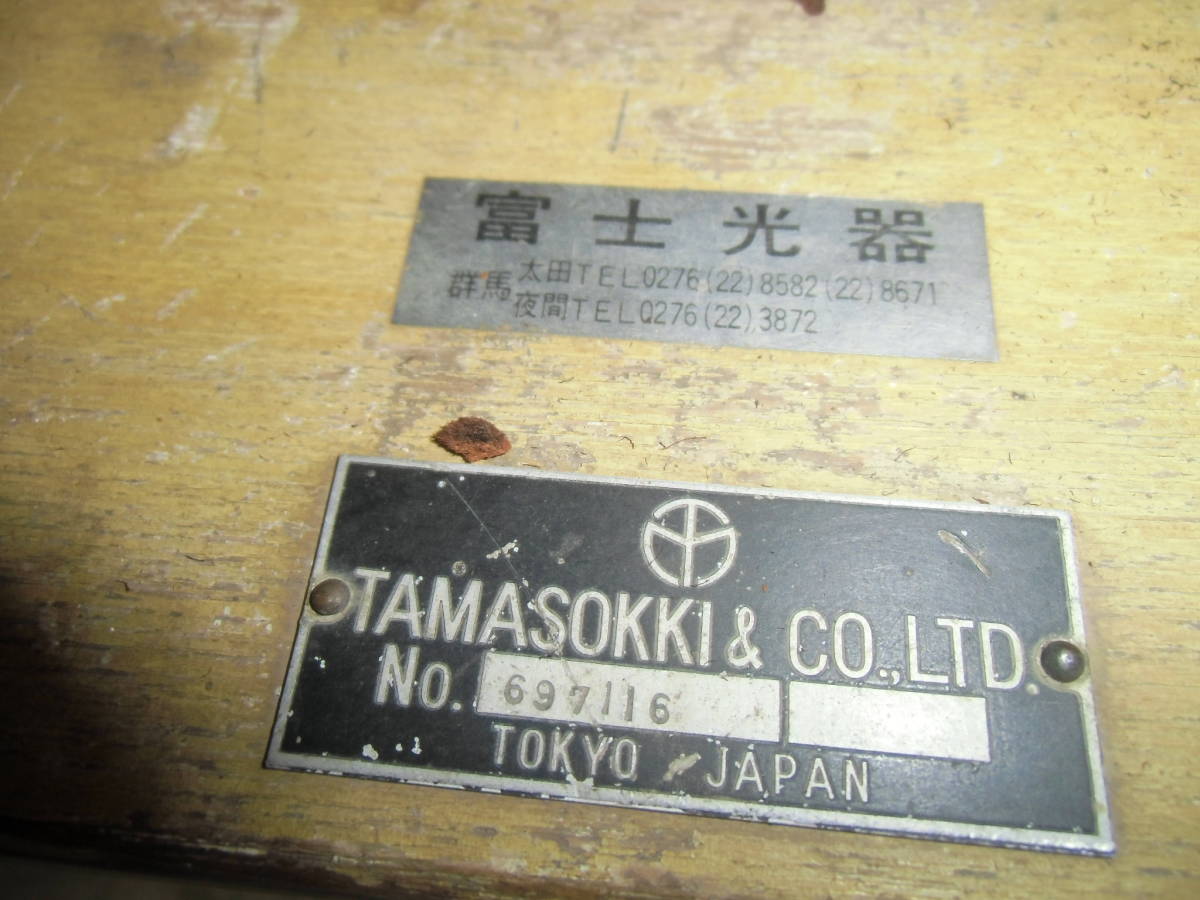 富士光器
群馬 太田TEL0276(22)8582(22)8671
夜間TEL0276(22)3872
TAMASOKKI & CO.,LTD.
No. 697116
TOKYO JAPAN